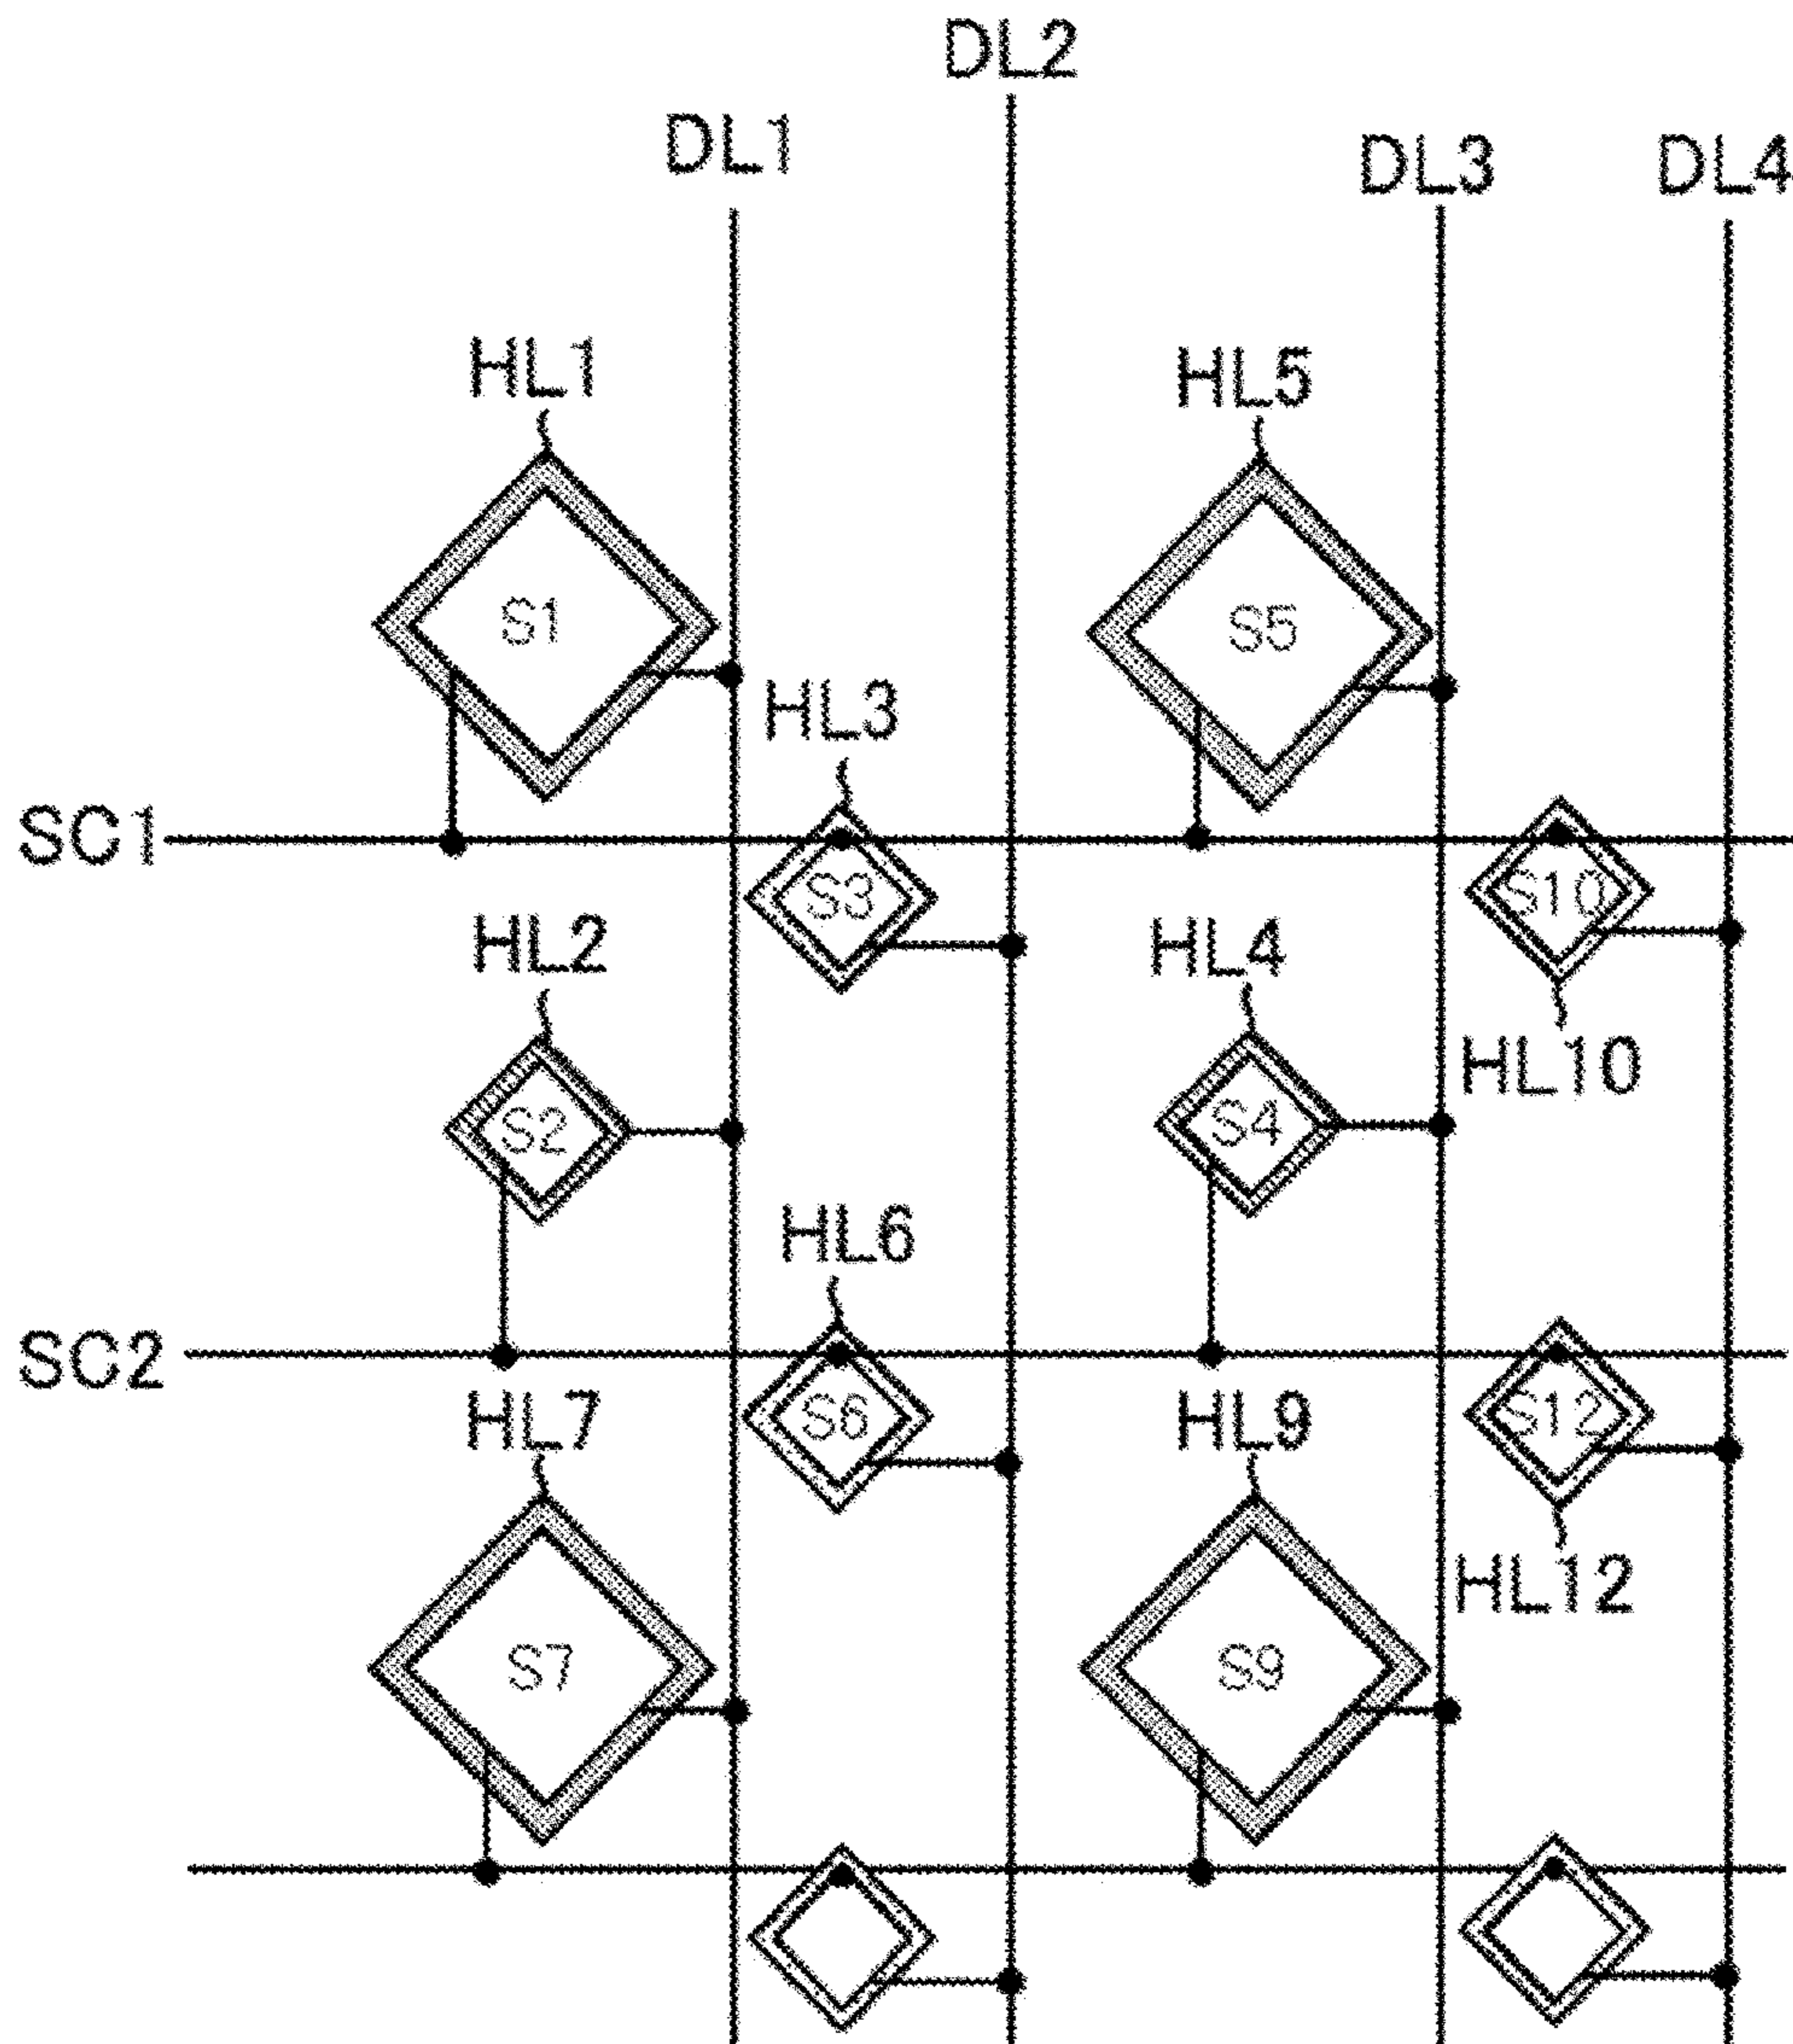 DL2
DL1
DL3 DL4
HL1 HL5
S1 S5
HL3
SC1
S3 S10
HL2 HL4
HL10
S2 S4
HL6
SC2
HL7 S6 HL9 S12
HL12
S7 S9